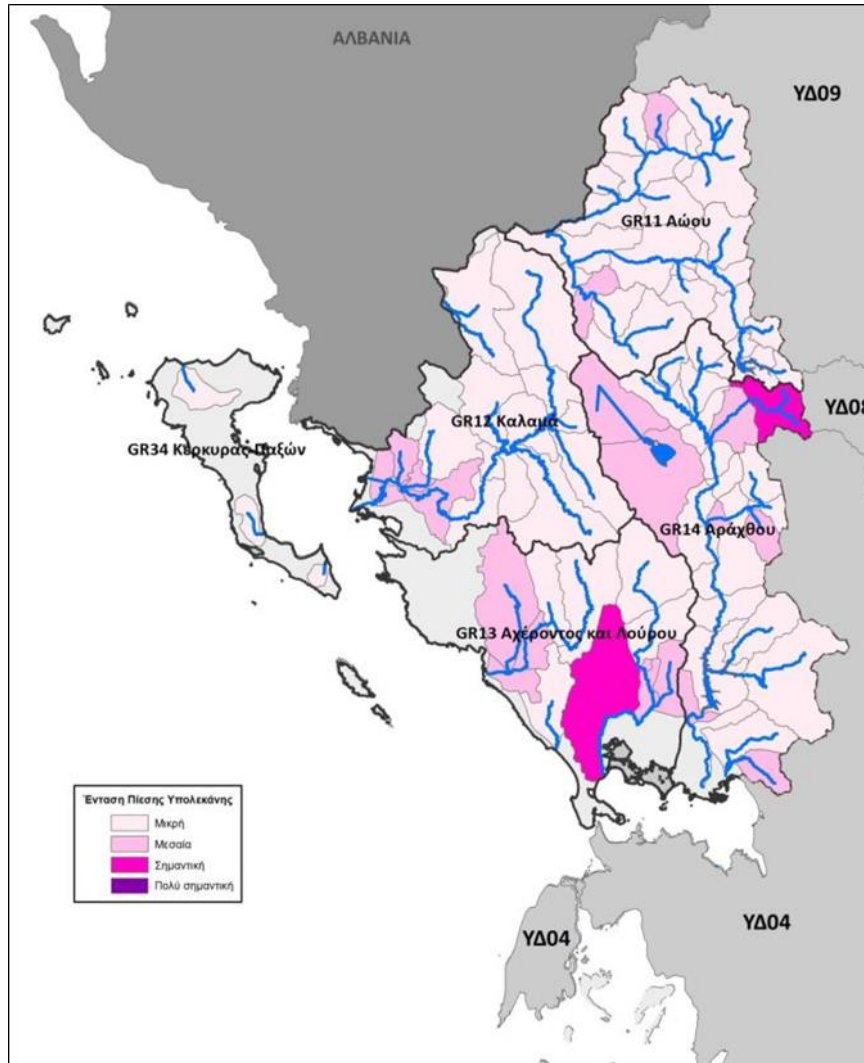 ΑΛΒΑΝΙΑ
ΥΔ09
GR11 Αώου
ΥΔ08
GR12 Καλαμά
GR34 Κέρκυρας-Παξών
GR14 Αράχθου
GR13 Αχέροντος και Λούρου
Ένταση Πίεσης Υπολεκάνης
Μικρή
Μεσαία
Σημαντική
Πολύ σημαντική
ΥΔ04
ΥΔ04